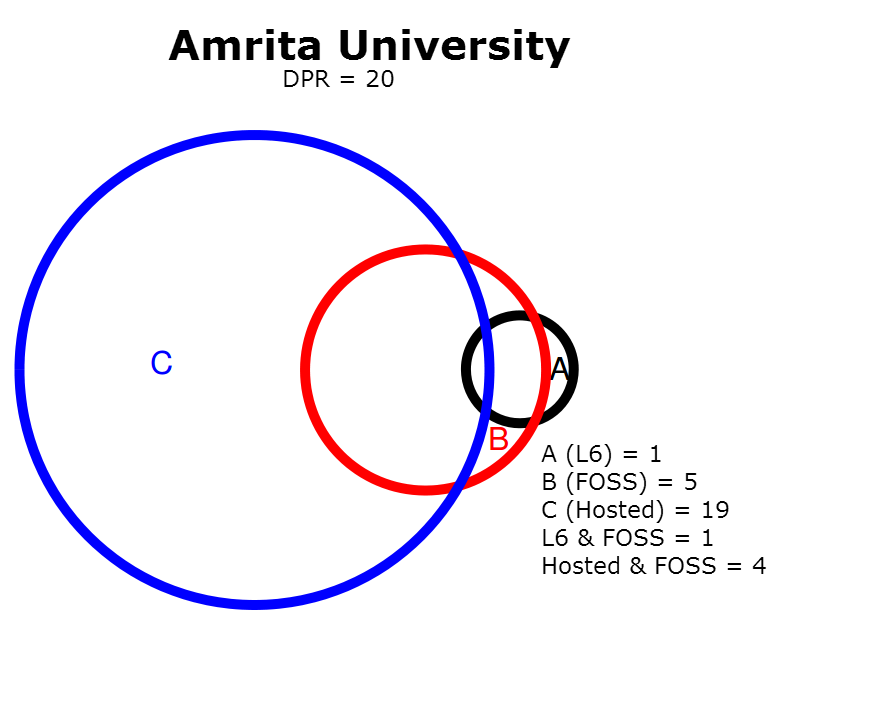 Amrita University
DPR = 20
C
A
B
A (L6) = 1
B (FOSS) = 5
C (Hosted) = 19
L6 & FOSS = 1
Hosted & FOSS = 4